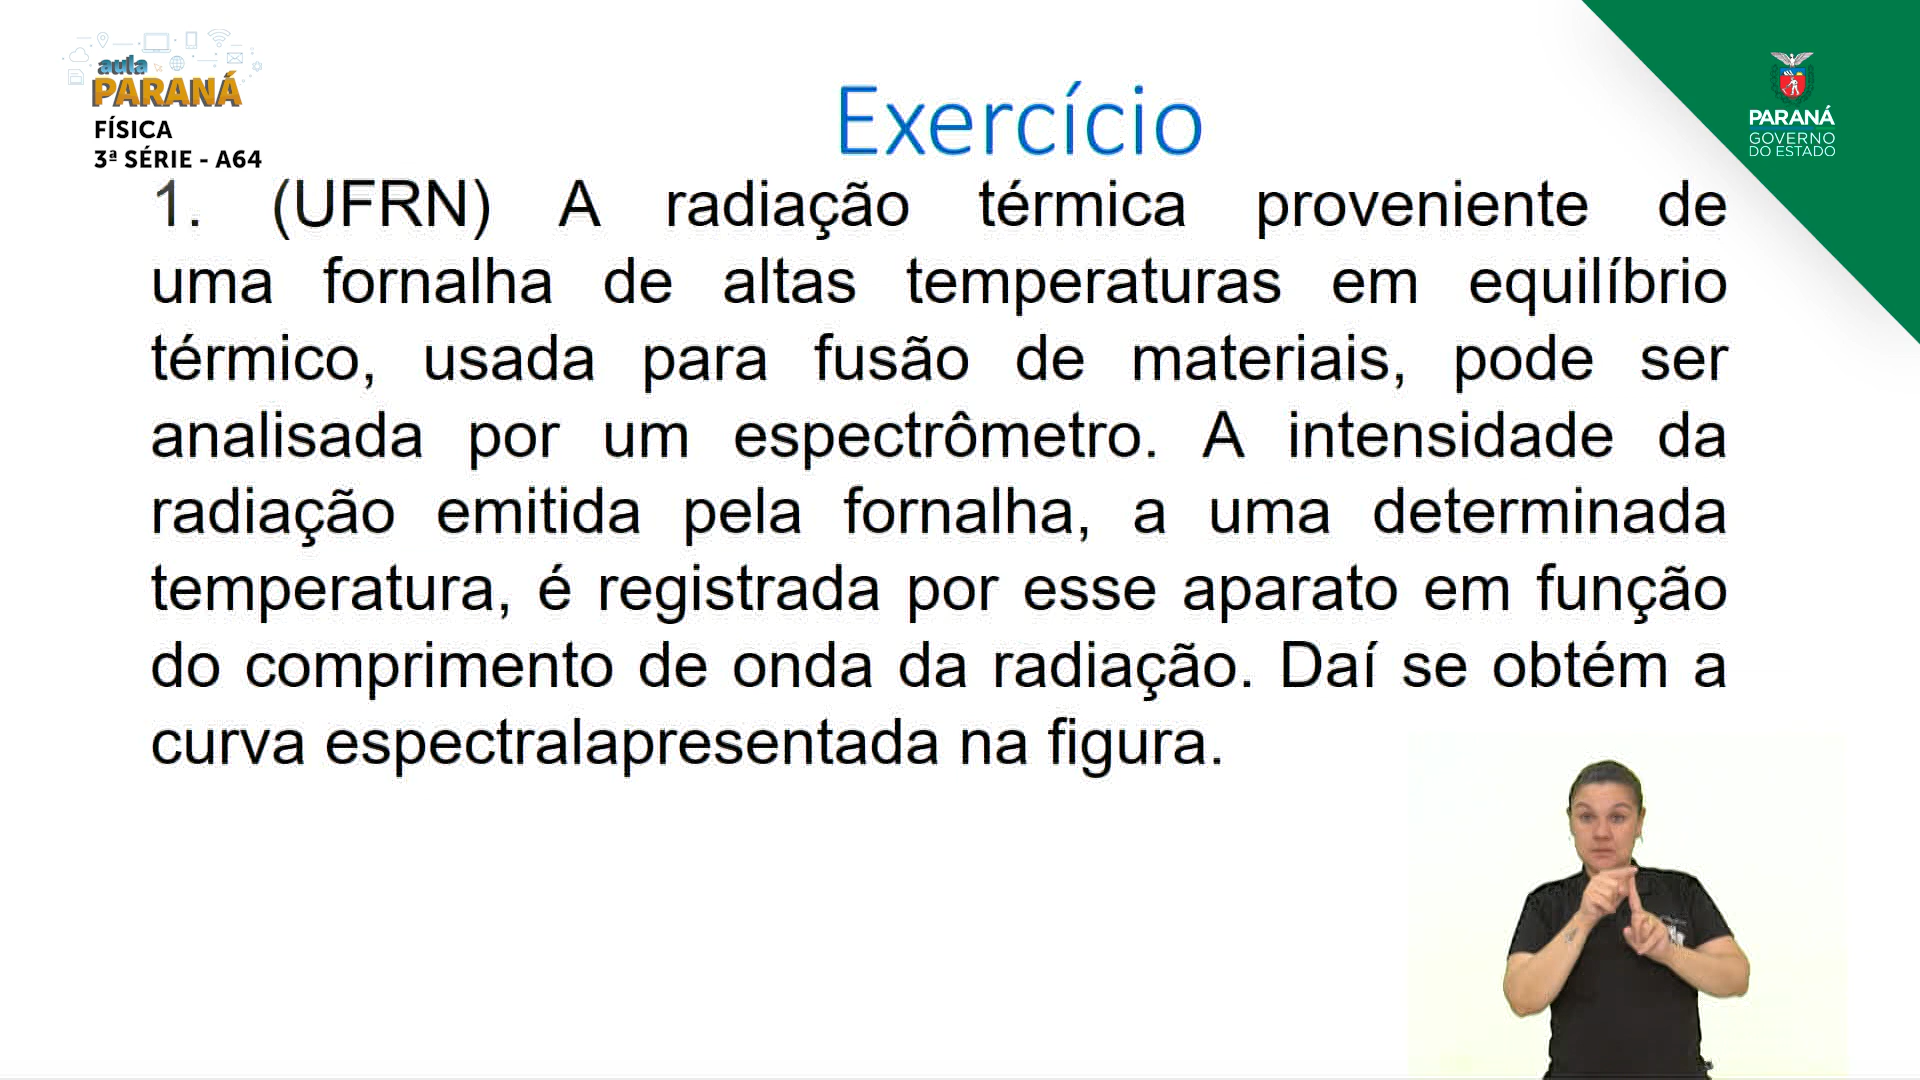 aula
PARANÁ
FÍSICA
3ª SÉRIE - A64
Exercício
PARANÁ
GOVERNO
DO ESTADO
1. (UFRN) A radiação térmica proveniente de
uma fornalha de altas temperaturas em equilíbrio
térmico, usada para fusão de materiais, pode ser
analisada por um espectrômetro. A intensidade da
radiação emitida pela fornalha, a uma determinada
temperatura, é registrada por esse aparato em função
do comprimento de onda da radiação. Daí se obtém a
curva espectralapresentada na figura.